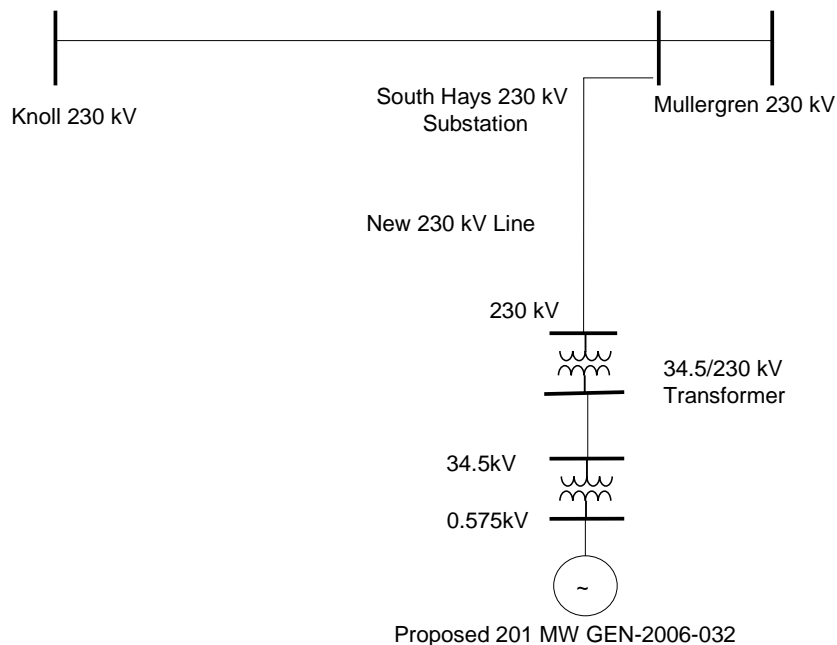 South Hays 230 kV
Substation
Knoll 230 kV
Mullergren 230 kV
New 230 kV Line
230 kV
34.5/230 kV
Transformer
34.5kV
0.575kV
~
Proposed 201 MW GEN-2006-032